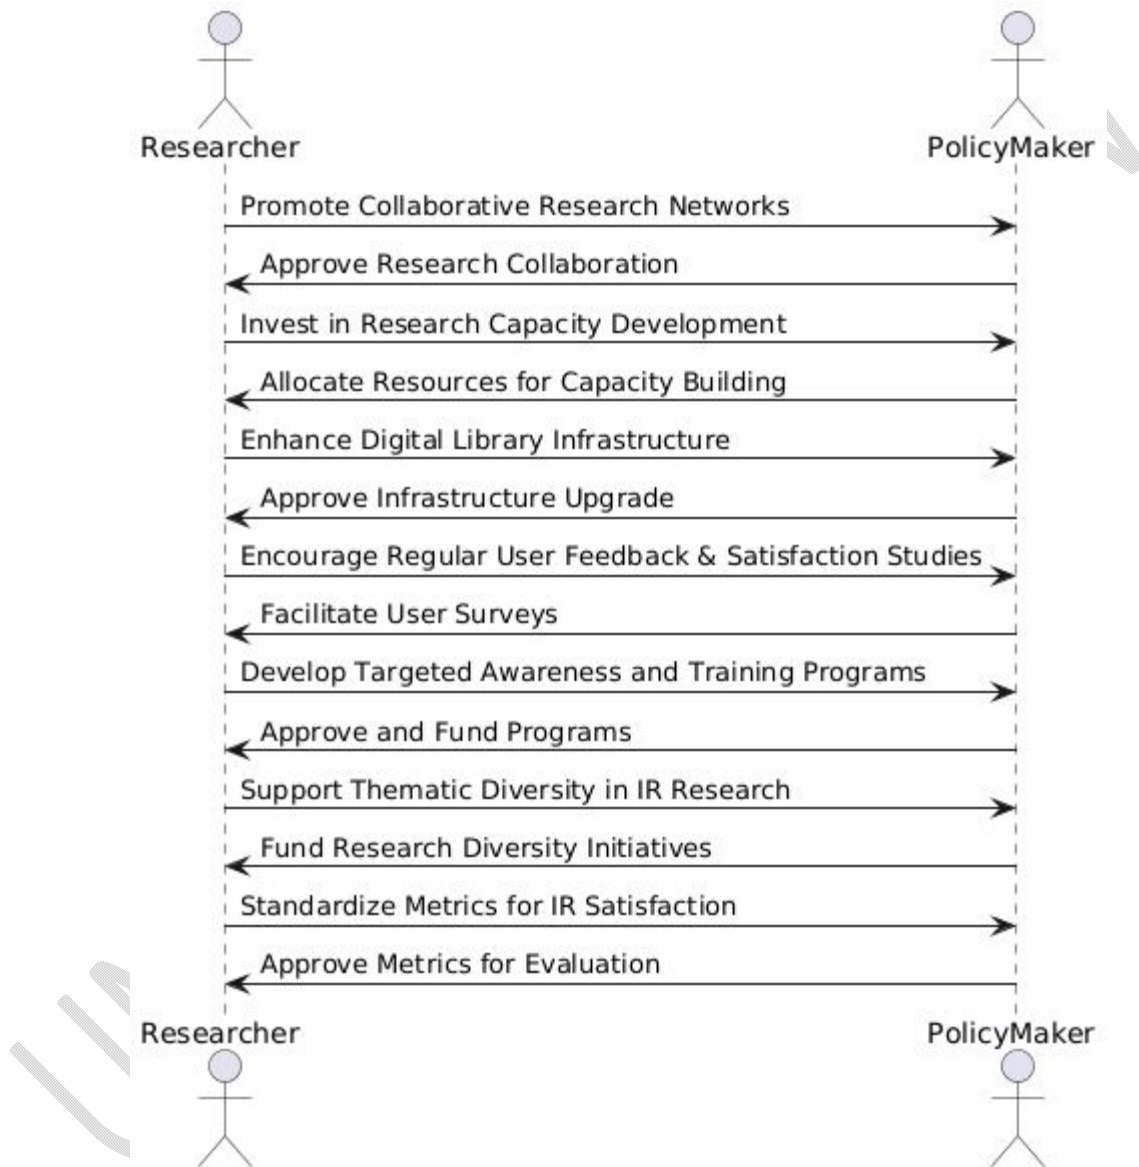 Researcher
PolicyMaker
Promote Collaborative Research Networks
Approve Research Collaboration
Invest in Research Capacity Development
Allocate Resources for Capacity Building
Enhance Digital Library Infrastructure
Approve Infrastructure Upgrade
Encourage Regular User Feedback & Satisfaction Studies
Facilitate User Surveys
Develop Targeted Awareness and Training Programs
Approve and Fund Programs
Support Thematic Diversity in IR Research
Fund Research Diversity Initiatives
Standardize Metrics for IR Satisfaction
Approve Metrics for Evaluation
Researcher
PolicyMaker